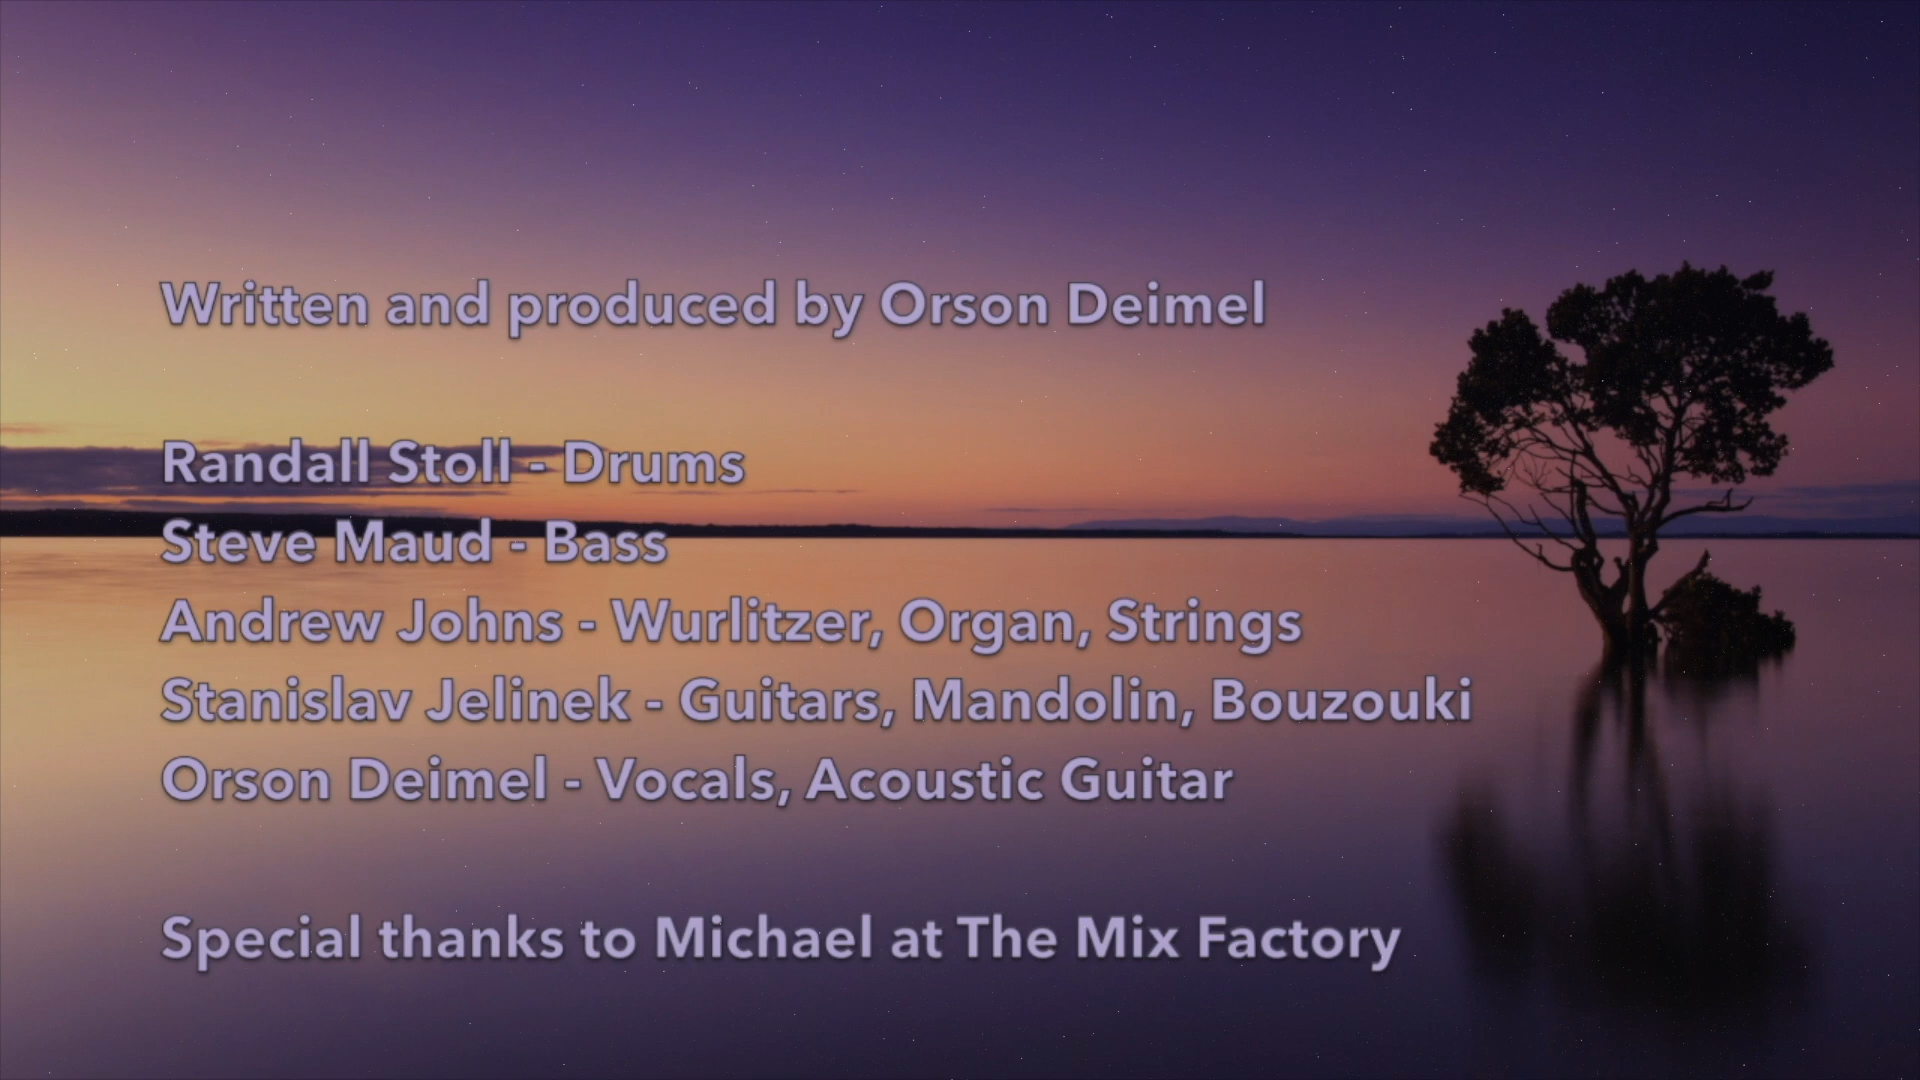 Written and produced by Orson Deimel
Randall Stoll - Drums
Steve Maud - Bass
Andrew Johns - Wurlitzer, Organ, Strings
Stanislav Jelinek - Guitars, Mandolin, Bouzouki
Orson Deimel - Vocals, Acoustic Guitar
Special thanks to Michael at The Mix Factory